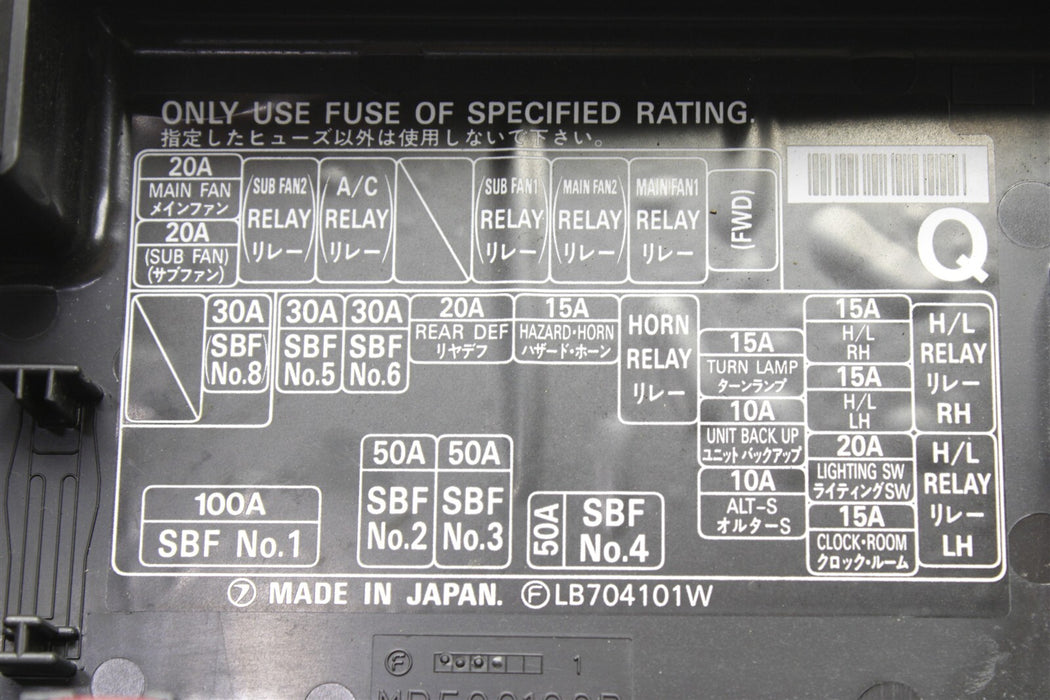 ONLY USE FUSE OF SPECIFIED RATING.
指定したヒューズ以外は使用しないで下さい。
20A
MAIN FAN
メインファン
20A
(SUB FAN)
(サブファン)
(SUB FAN2
RELAY
リレー)
(A/C
RELAY
リレー)
(SUB FAN1
RELAY
リレー)
(MAIN FAN2
RELAY
リレー)
MAIN FAN1
RELAY
リレー
(FWD)
Q
30A
(SBF
No.8)
30A
SBF
No.5
30A
SBF
No.6
20A
REAR DEF
リヤデフ
15A
HAZARD·HORN
ハザード·ホーン
HORN
RELAY
リレー
15A
TURN LAMP
ターンランプ
10A
UNIT BACK UP
ユニット バックアップ
10A
ALT-S
オルターS
15A
H/L
RH
15A
H/L
LH
20A
LIGHTING SW
ライティングSW
15A
CLOCK·ROOM
クロック·ルーム
H/L
RELAY
リレー
RH
H/L
RELAY
リレー
LH
100A
SBF No.1
50A
SBF
No.2
50A
SBF
No.3
50A
SBF
No.4
ⓐ MADE IN JAPAN. Ⓕ LB704101W
Ⓕ 1